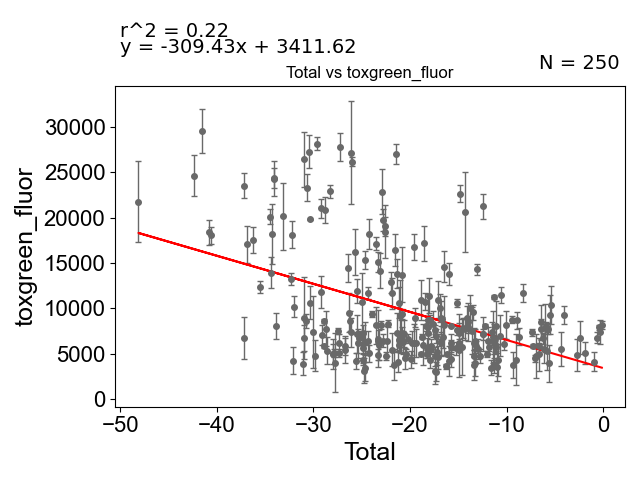 r^2 = 0.22
y = -309.43x + 3411.62
N = 250
Total vs toxgreen_fluor
30000
25000
20000
15000
10000
5000
0
toxgreen_fluor
−50 −40 −30 −20 −10 0
Total